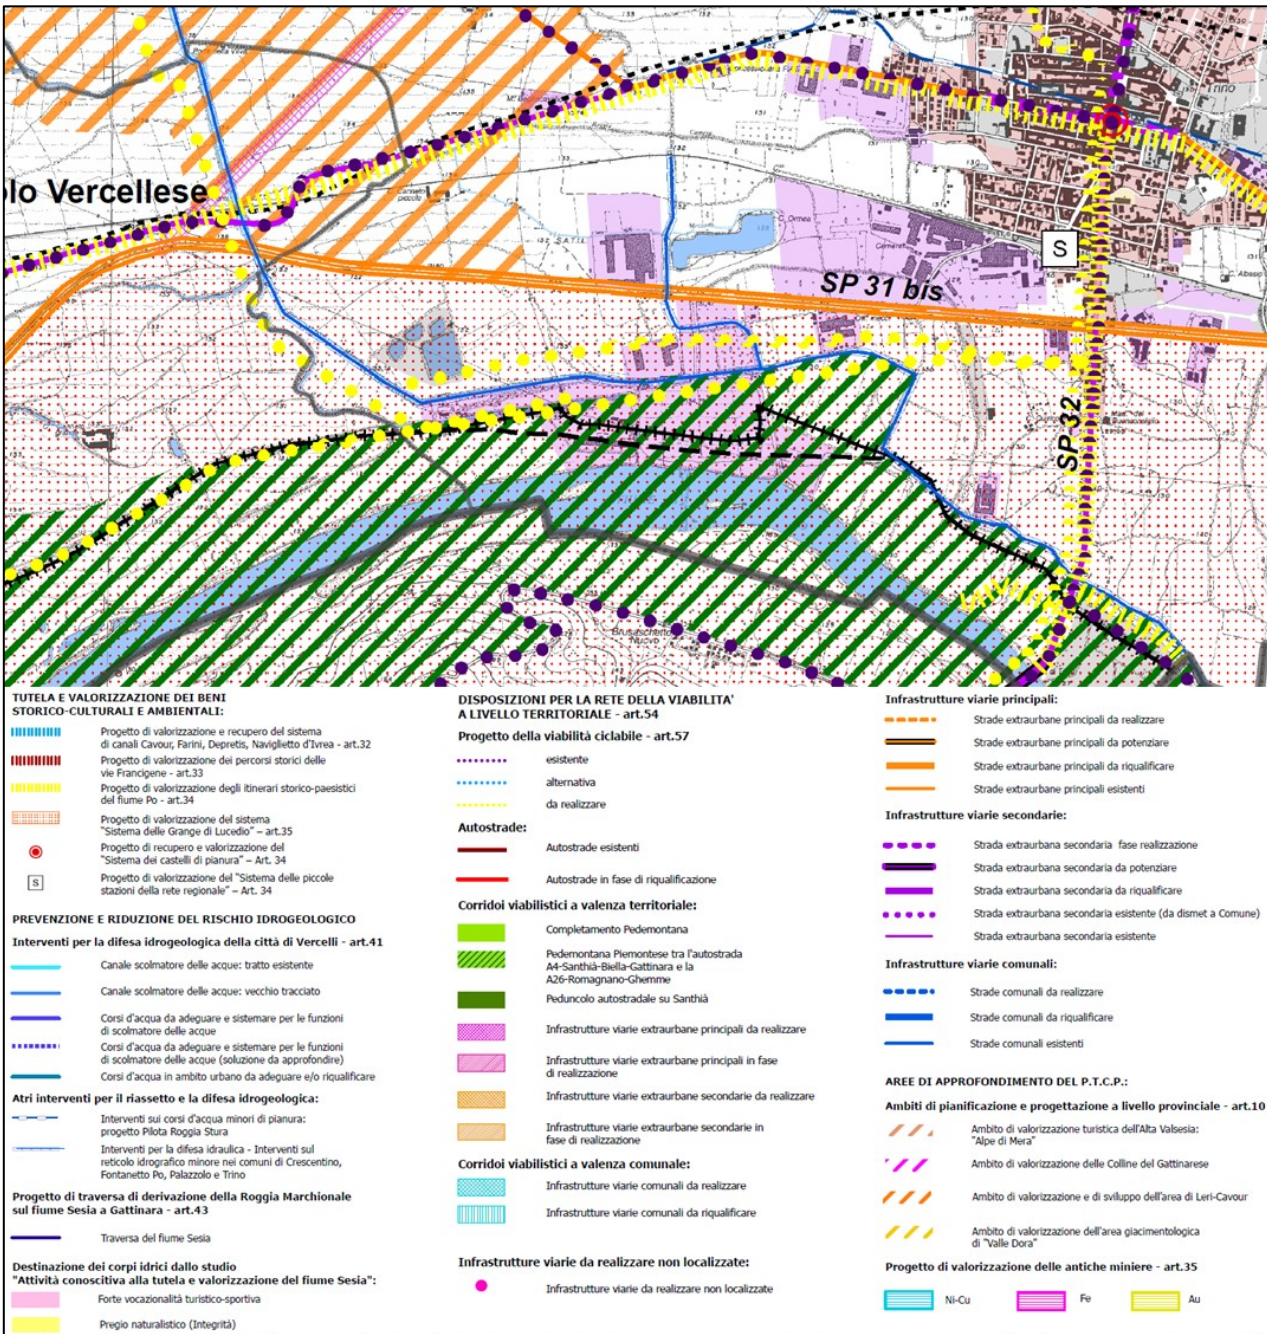 lo Vercellese
TRINO
S.A.T.I.
C. Ormea
Cementi
SP 31 bis
S
C. Albasio
SP 32
Brusaschetto
Nuovo
TUTELA E VALORIZZAZIONE DEI BENI
STORICO-CULTURALI E AMBIENTALI:
Progetto di valorizzazione e recupero del sistema
di canali Cavour, Farini, Depretis, Naviglietto d'Ivrea - art.32
Progetto di valorizzazione dei percorsi storici delle
vie Francigene - art.33
Progetto di valorizzazione degli itinerari storico-paesistici
del fiume Po - art.34
Progetto di valorizzazione del sistema
"Sistema delle Grange di Lucedio" – art.35
Progetto di recupero e valorizzazione del
"Sistema dei castelli di pianura" – Art. 34
S
Progetto di valorizzazione del "Sistema delle piccole
stazioni della rete regionale" – Art. 34
PREVENZIONE E RIDUZIONE DEL RISCHIO IDROGEOLOGICO
Interventi per la difesa idrogeologica della città di Vercelli - art.41
Canale scolmatore delle acque: tratto esistente
Canale scolmatore delle acque: vecchio tracciato
Corsi d'acqua da adeguare e sistemare per le funzioni
di scolmatore delle acque
Corsi d'acqua da adeguare e sistemare per le funzioni
di scolmatore delle acque (soluzione da approfondire)
Corsi d'acqua in ambito urbano da adeguare e/o riqualificare
Atri interventi per il riassetto e la difesa idrogeologica:
Interventi sui corsi d'acqua minori di pianura:
progetto Pilota Roggia Stura
Interventi per la difesa idraulica - Interventi sul
reticolo idrografico minore nei comuni di Crescentino,
Fontanetto Po, Palazzolo e Trino
Progetto di traversa di derivazione della Roggia Marchionale
sul fiume Sesia a Gattinara - art.43
Traversa del fiume Sesia
Destinazione dei corpi idrici dallo studio
"Attività conoscitiva alla tutela e valorizzazione del fiume Sesia":
Forte vocazionalità turistico-sportiva
Pregio naturalistico (Integrità)
DISPOSIZIONI PER LA RETE DELLA VIABILITA'
A LIVELLO TERRITORIALE - art.54
Progetto della viabilità ciclabile - art.57
esistente
alternativa
da realizzare
Autostrade:
Autostrade esistenti
Autostrade in fase di riqualificazione
Corridoi viabilistici a valenza territoriale:
Completamento Pedemontana
Pedemontana Piemontese tra l'autostrada
A4-Santhià-Biella-Gattinara e la
A26-Romagnano-Ghemme
Peduncolo autostradale su Santhià
Infrastrutture viarie extraurbane principali da realizzare
Infrastrutture viarie extraurbane principali in fase
di realizzazione
Infrastrutture viarie extraurbane secondarie da realizzare
Infrastrutture viarie extraurbane secondarie in
fase di realizzazione
Corridoi viabilistici a valenza comunale:
Infrastrutture viarie comunali da realizzare
Infrastrutture viarie comunali da riqualificare
Infrastrutture viarie da realizzare non localizzate:
Infrastrutture viarie da realizzare non localizzate
Infrastrutture viarie principali:
Strade extraurbane principali da realizzare
Strade extraurbane principali da potenziare
Strade extraurbane principali da riqualificare
Strade extraurbane principali esistenti
Infrastrutture viarie secondarie:
Strada extraurbana secondaria fase realizzazione
Strada extraurbana secondaria da potenziare
Strada extraurbana secondaria da riqualificare
Strada extraurbana secondaria esistente (da dismet a Comune)
Strada extraurbana secondaria esistente
Infrastrutture viarie comunali:
Strade comunali da realizzare
Strade comunali da riqualificare
Strade comunali esistenti
AREE DI APPROFONDIMENTO DEL P.T.C.P.:
Ambiti di pianificazione e progettazione a livello provinciale - art.10
Ambito di valorizzazione turistica dell'Alta Valsesia:
"Alpe di Mera"
Ambito di valorizzazione delle Colline del Gattinarese
Ambito di valorizzazione e di sviluppo dell'area di Leri-Cavour
Ambito di valorizzazione dell'area giacimentologica
di "Valle Dora"
Progetto di valorizzazione delle antiche miniere - art.35
Ni-Cu
Fe
Au